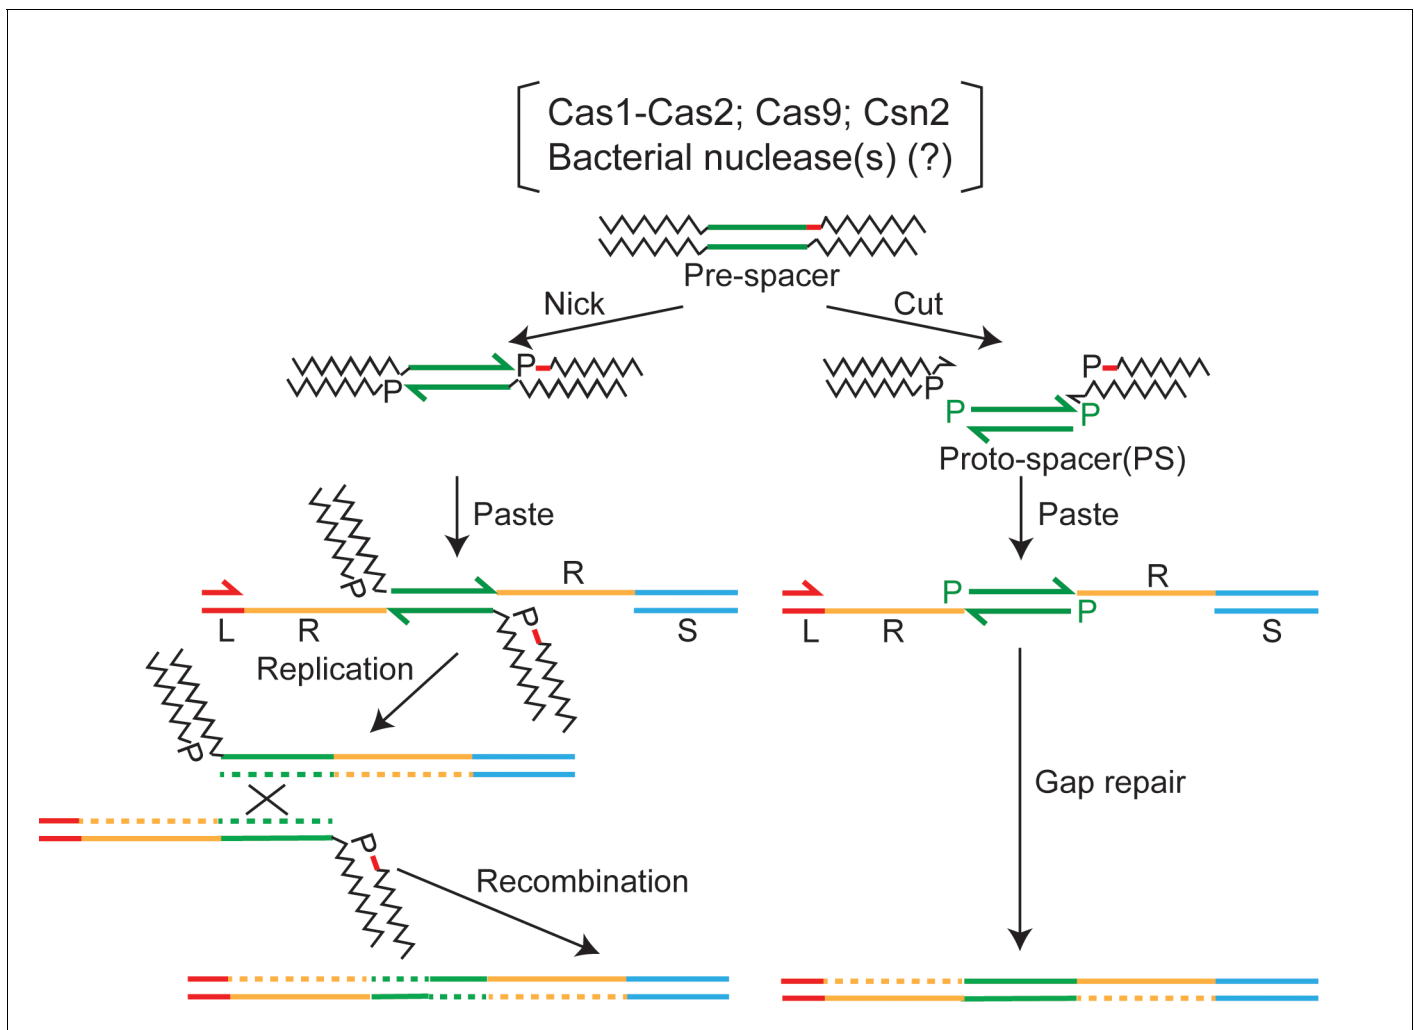 Cas1-Cas2; Cas9; Csn2
Bacterial nuclease(s) (?)
Pre-spacer
Nick
Cut
P
P
P
P
P
P
Proto-spacer(PS)
Paste
Paste
P
R
L
R
P
S
P
R
P
L
R
S
Replication
P
P
Gap repair
Recombination